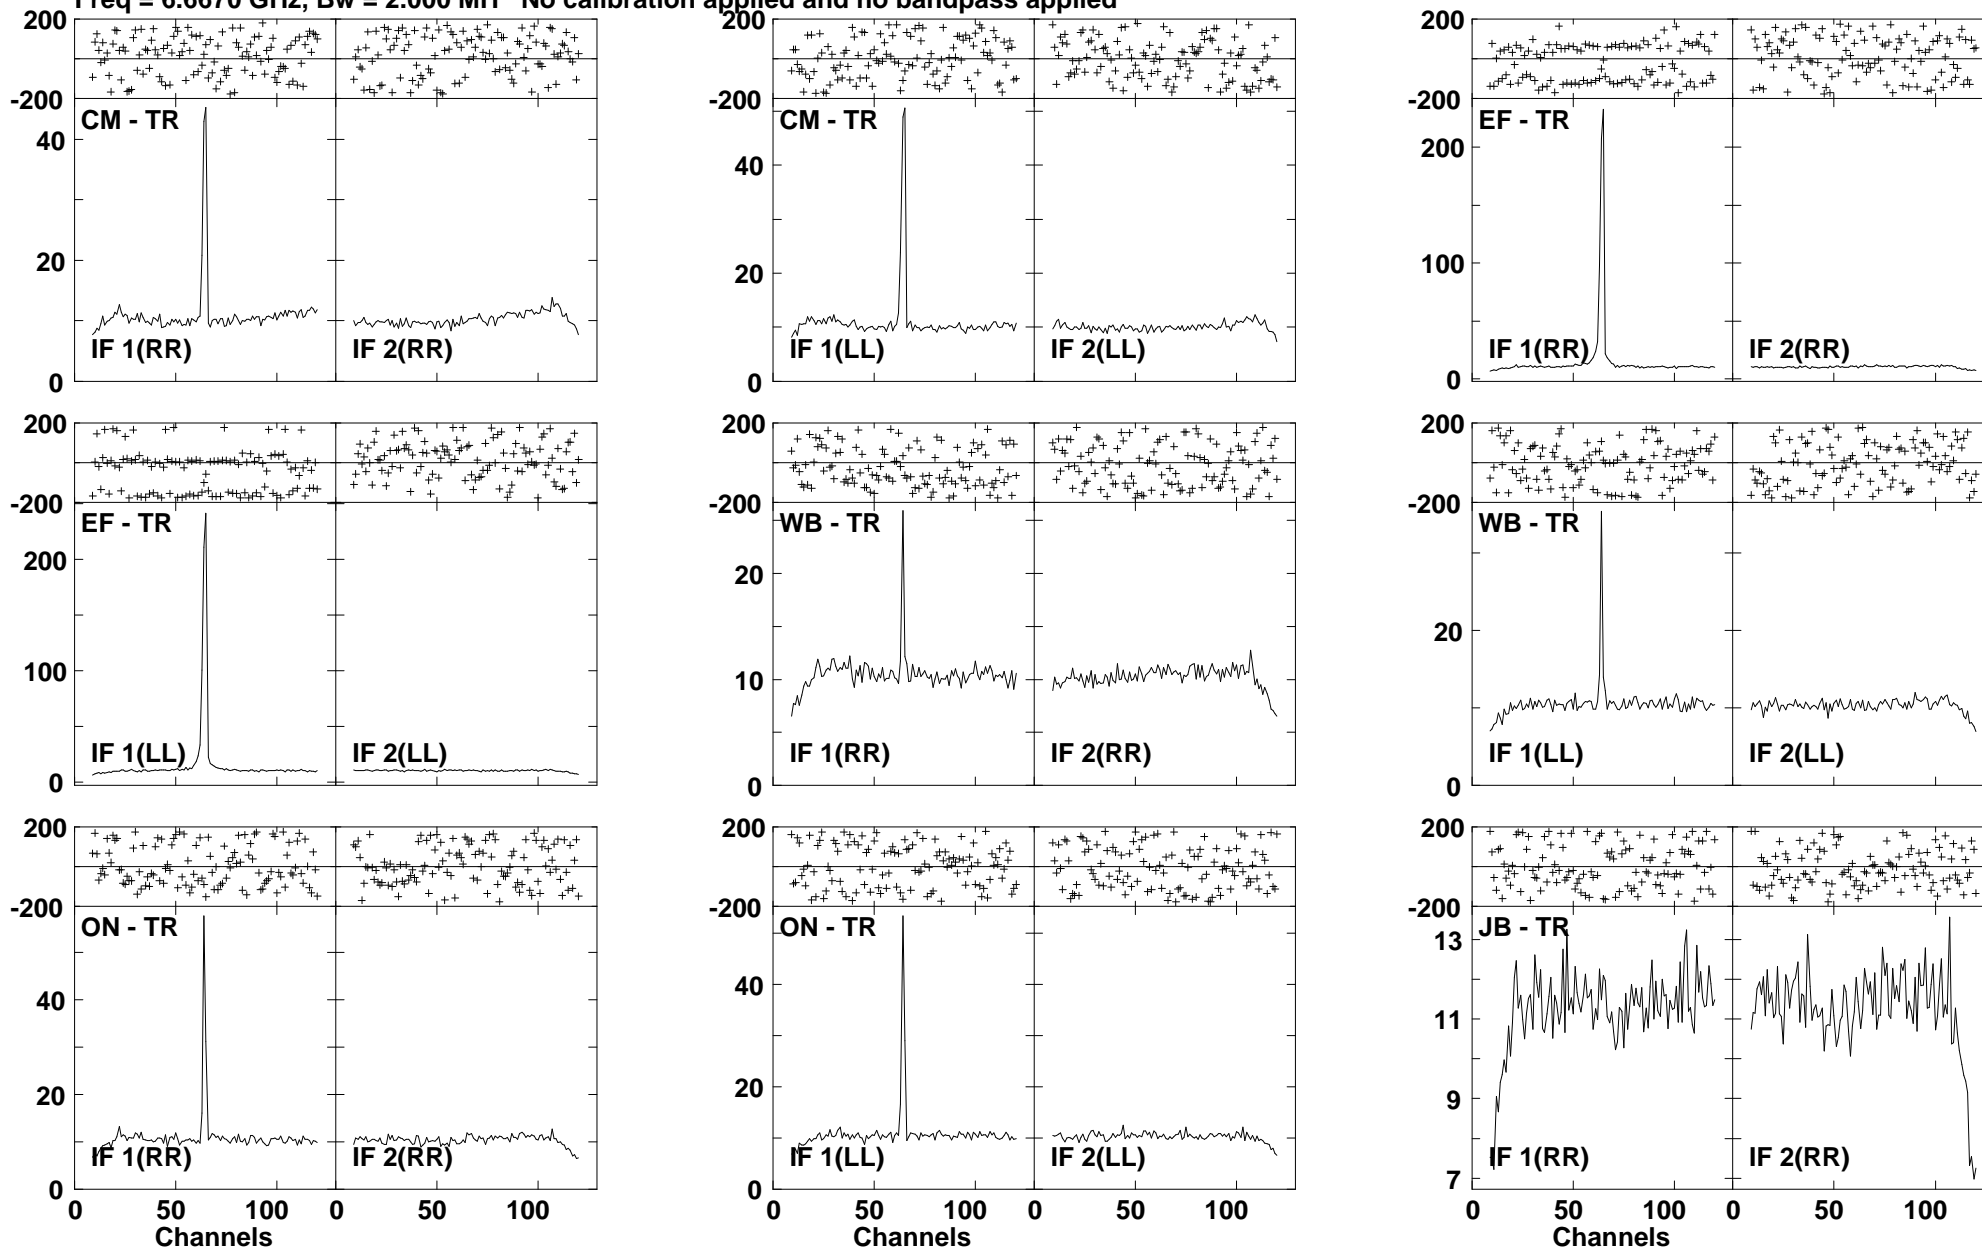 Freq = 6.6670 GHz, Bw = 2.000 MH No calibration applied and no bandpass applied
200 200 200
-200 -200 -200
CM - TR CM - TR EF - TR
40 40 200
20 20 100
IF 1(RR) IF 2(RR) IF 1(LL) IF 2(LL) IF 1(RR) IF 2(RR)
0 0 0
200 200 200
-200 -200 -200
EF - TR WB - TR WB - TR
200 20 20
100 10
IF 1(LL) IF 2(LL) IF 1(RR) IF 2(RR) IF 1(LL) IF 2(LL)
0 0 0
200 200 200
-200 -200 -200
ON - TR ON - TR JB - TR
13
40 40 11
20 20 9
IF 1(RR) IF 2(RR) IF 1(LL) IF 2(LL) IF 1(RR) IF 2(RR)
0 0 7
0 50 100 0 50 100 0 50 100 0 50 100 0 50 100 0 50 100
Channels Channels Channels